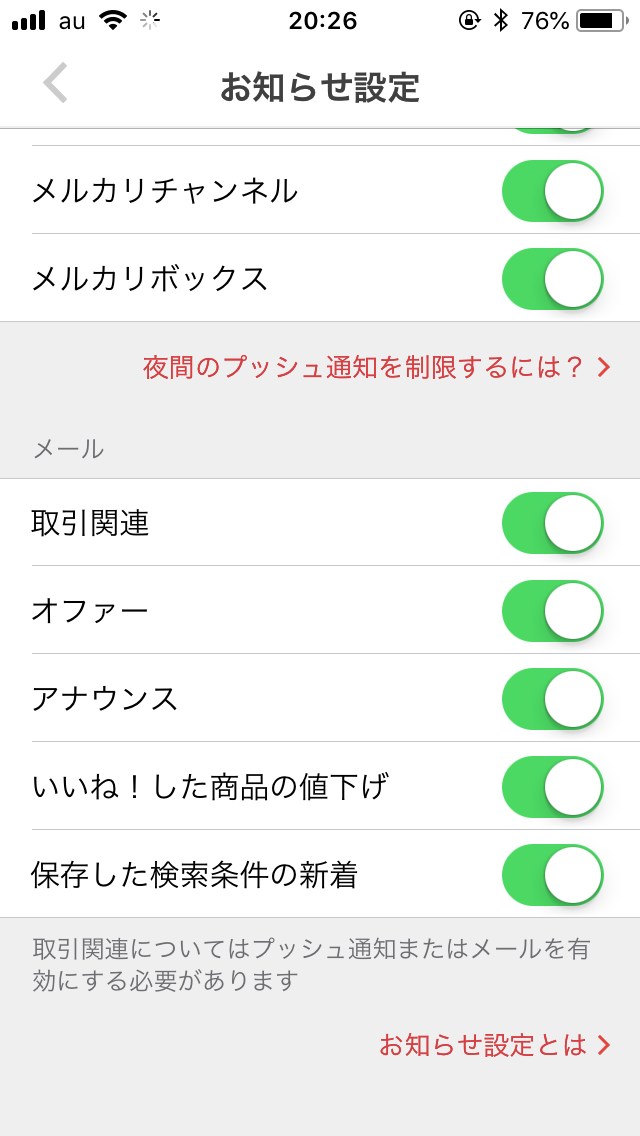 au 20:26 76%
お知らせ設定
メルカリチャンネル
メルカリボックス
夜間のプッシュ通知を制限するには？
メール
取引関連
オファー
アナウンス
いいね！した商品の値下げ
保存した検索条件の新着
取引関連についてはプッシュ通知またはメールを有
効にする必要があります
お知らせ設定とは